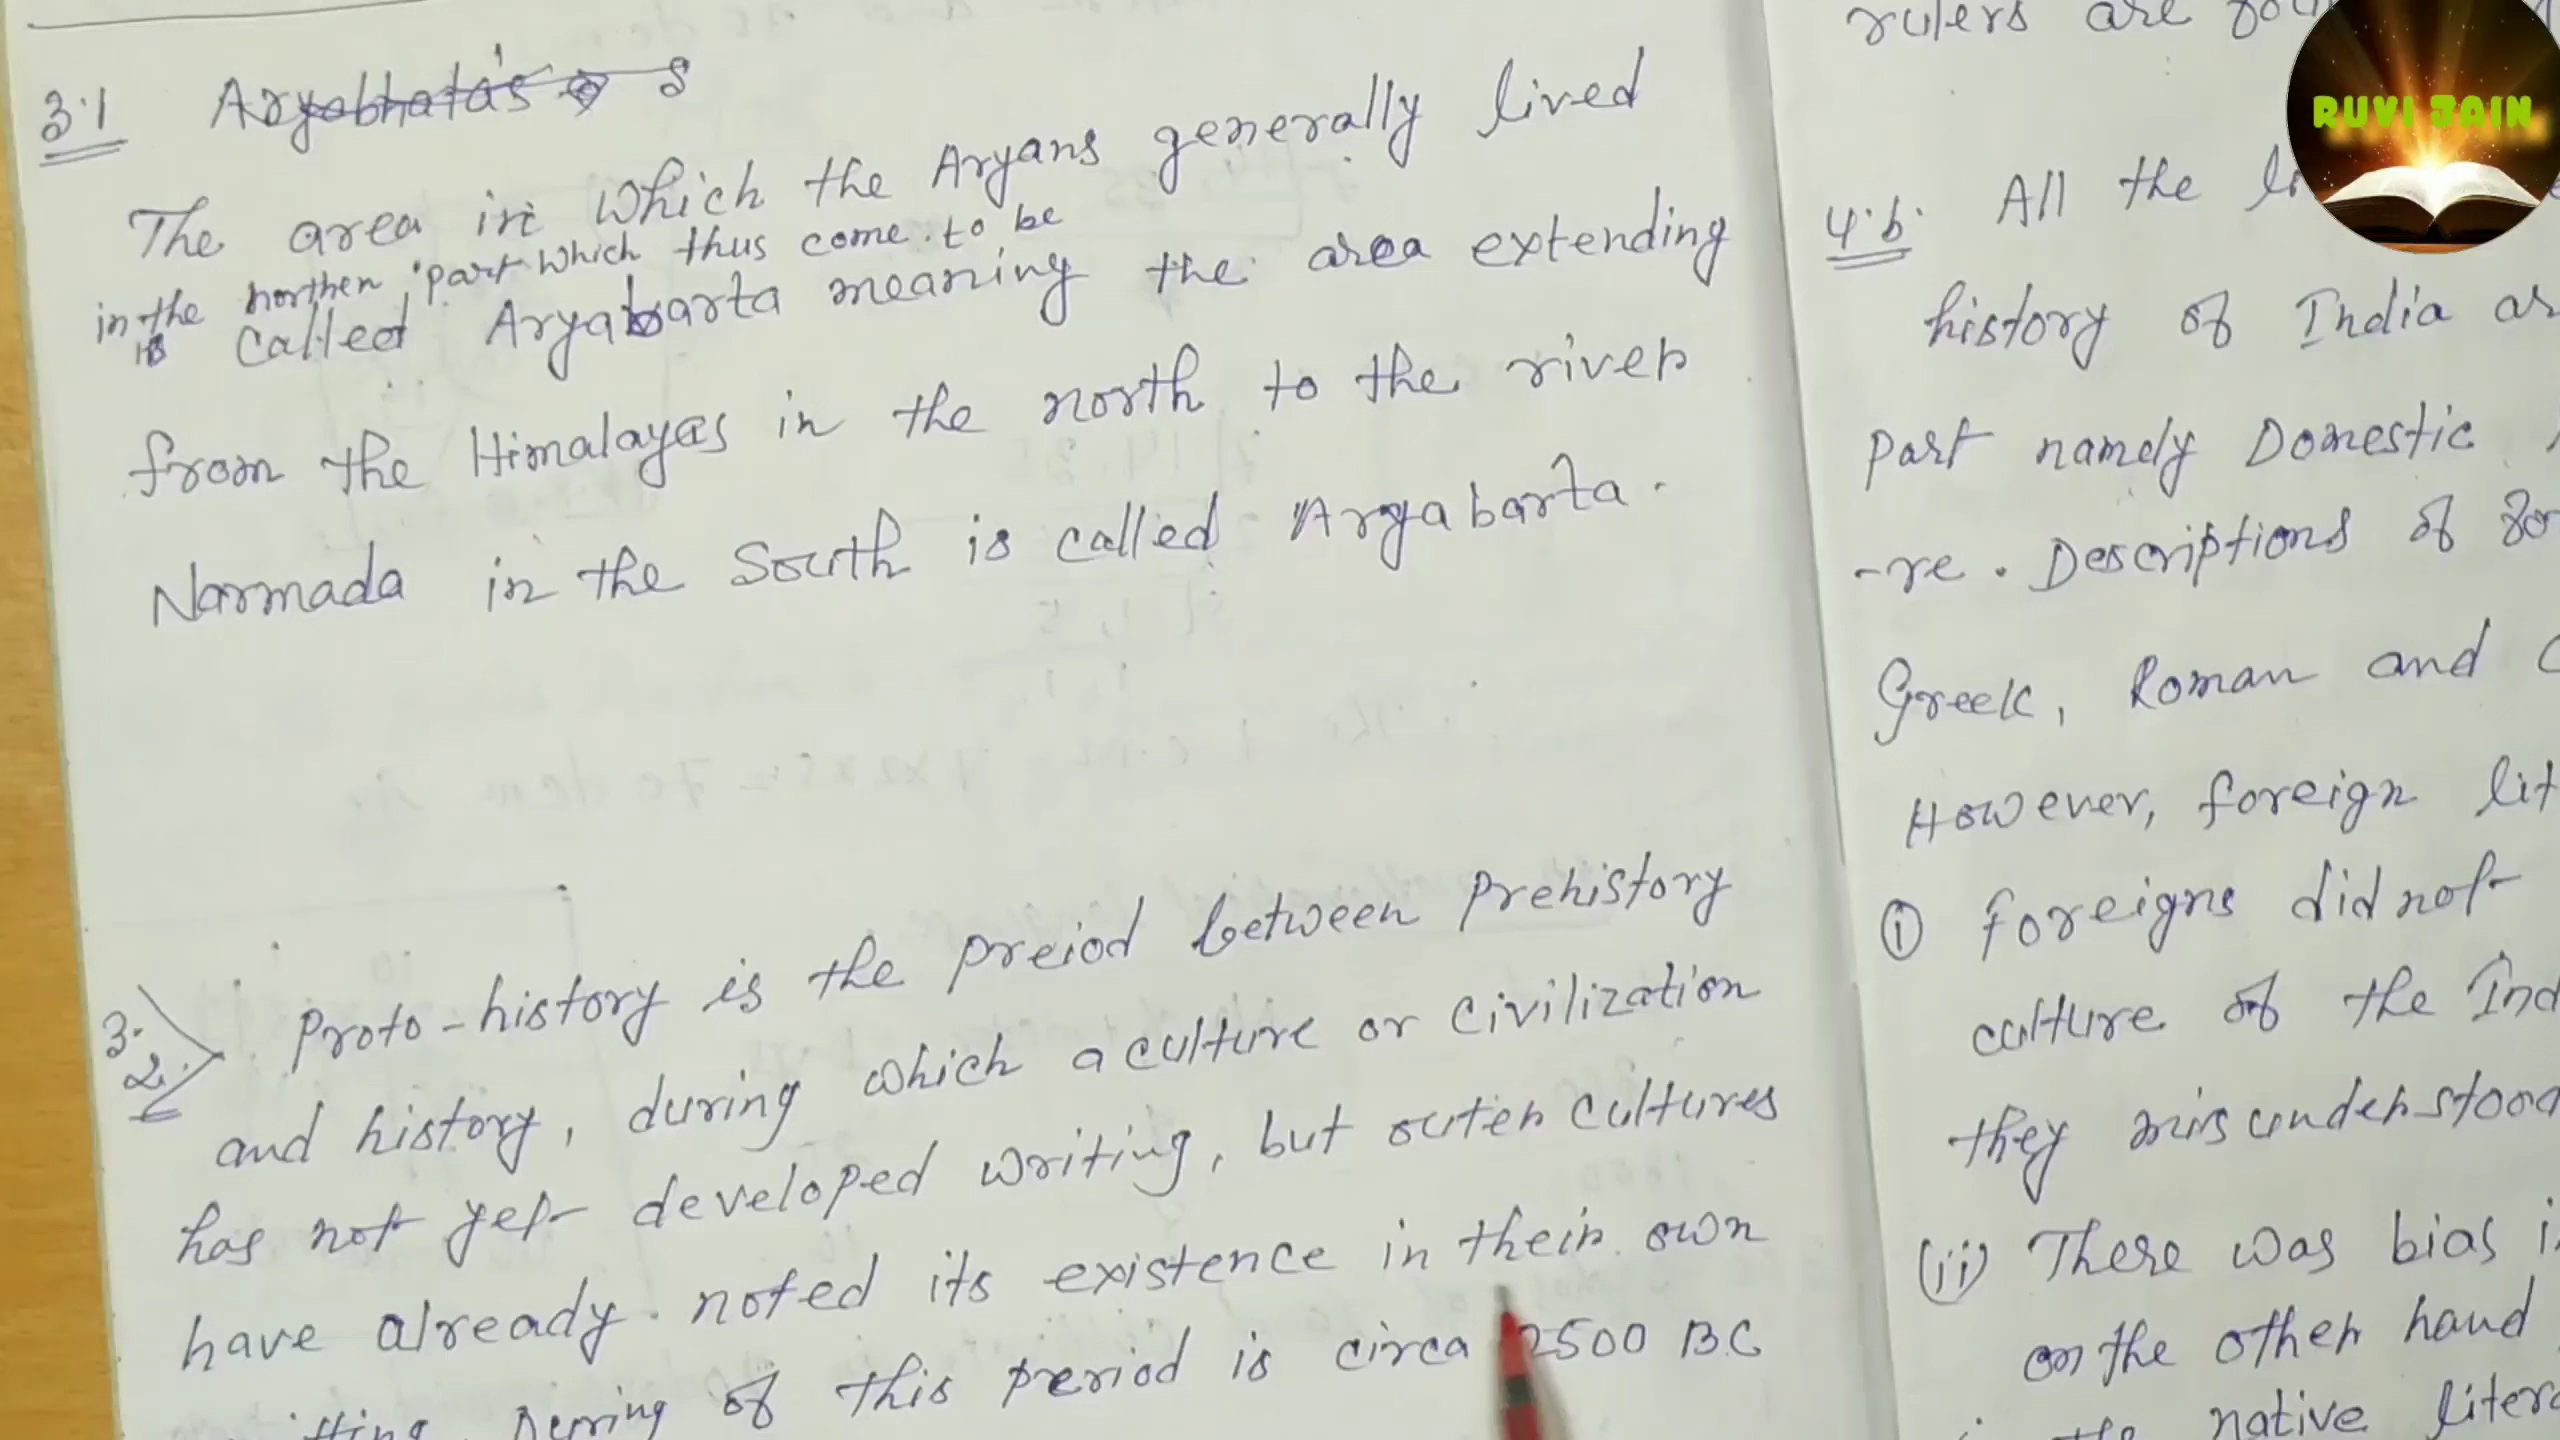 3.1 Aryabhata's S
The area in which the Aryans generally lived
in the northen part which thus come to be
is called Aryabarta meaning the area extending
from the Himalayas in the north to the river
Narmada in the South is called Aryabarta.
3.2. Proto-history is the preiod between prehistory
and history, during which a culture or civilization
has not yet developed writing, but outer cultures
have already noted its existence in their own
of this period is circa 2500 BC
rulers are
4.b. All the
history of India
part namely Domestic
-re. Descriptions of
Greek, Roman and
However, foreign
(i) foreigns did not
culture of the
they misunderstood
(ii) There was bias
on the other hand
native
RUVI JAIN